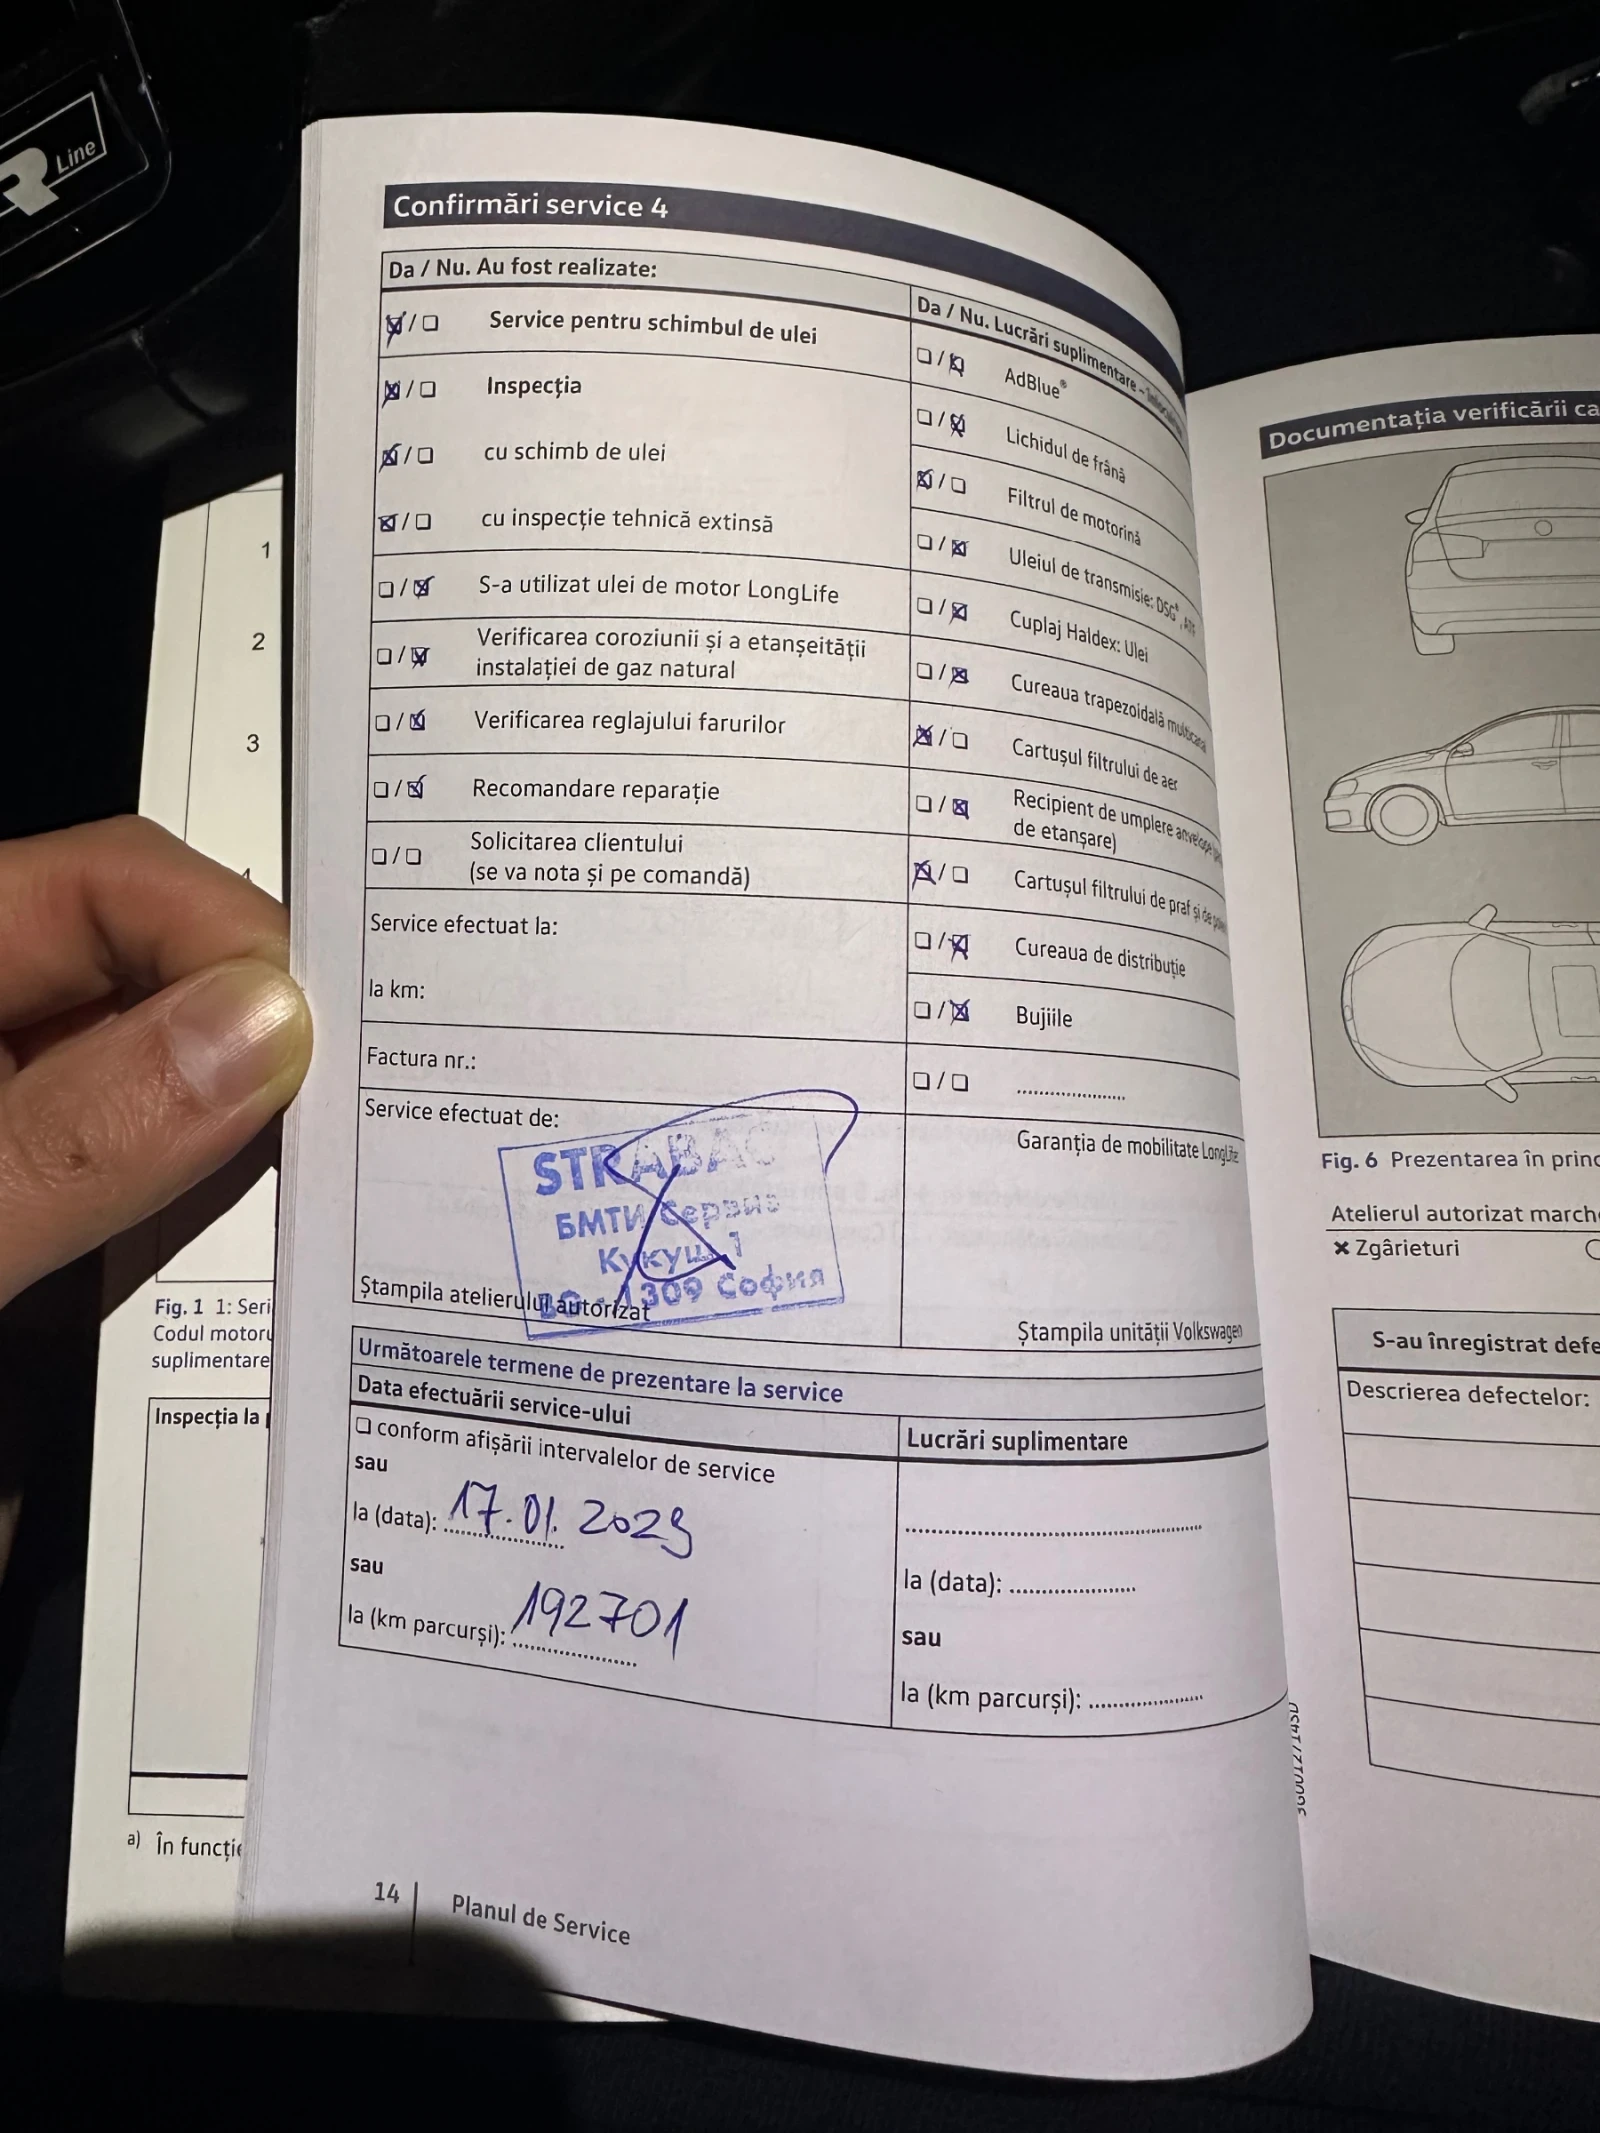 R Line
Confirmări service 4
Da / Nu. Au fost realizate:
Service pentru schimbul de ulei
Inspecția
cu schimb de ulei
cu inspecție tehnică extinsă
S-a utilizat ulei de motor LongLife
Verificarea coroziunii și a etanșeității
instalației de gaz natural
Verificarea reglajului farurilor
Recomandare reparație
Solicitarea clientului
(se va nota și pe comandă)
Service efectuat la:
la km:
Factura nr.:
Service efectuat de:
STRABAG
БМТИ Сервиз
Кукуш 1
BG - 1309 София
Ștampila atelierului autorizat
Da / Nu. Lucrări suplimentare -
AdBlue®
Lichidul de frână
Filtrul de motorină
Uleiul de transmisie: DSG®,
Cuplaj Haldex: Ulei
Cureaua trapezoidală
Cartușul filtrului de aer
Recipient de umplere
de etanșare)
Cartușul filtrului de praf și de
Cureaua de distribuție
Bujiile
....................
Garanția de mobilitate LongLife
Ștampila unității Volkswagen
Următoarele termene de prezentare la service
Data efectuării service-ului
conform afișării intervalelor de service
sau
la (data): 17.01.2023
sau
la (km parcurși): 192701
Lucrări suplimentare
la (data): ....................
sau
la (km parcurși): ....................
14 | Planul de Service
1
2
3
Fig. 1 1:
Codul
suplimentare
Inspecția la
a) În
Documentația verificării
Fig. 6 Prezentarea în
Atelierul autorizat
× Zgârieturi
S-au înregistrat
Descrierea defectelor: